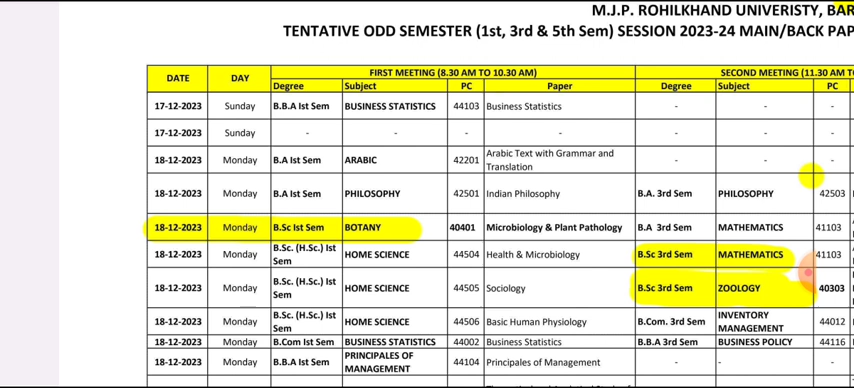 M.J.P. ROHILKHAND UNIVERISTY, BAR
TENTATIVE ODD SEMESTER (1st, 3rd & 5th Sem) SESSION 2023-24 MAIN/BACK PAP
DATE DAY FIRST MEETING (8.30 AM TO 10.30 AM) SECOND MEETING (11.30 AM T
Degree Subject PC Paper Degree Subject PC
17-12-2023 Sunday B.B.A Ist Sem BUSINESS STATISTICS 44103 Business Statistics - - -
17-12-2023 Sunday - - - - - -
18-12-2023 Monday B.A Ist Sem ARABIC 42201 Arabic Text with Grammar and - - -
Translation
18-12-2023 Monday B.A Ist Sem PHILOSOPHY 42501 Indian Philosophy B.A. 3rd Sem PHILOSOPHY 42503
18-12-2023 Monday B.Sc Ist Sem BOTANY 40401 Microbiology & Plant Pathology B.A 3rd Sem MATHEMATICS 41103
18-12-2023 Monday B.Sc. (H.Sc.) Ist HOME SCIENCE 44504 Health & Microbiology B.Sc 3rd Sem MATHEMATICS 41103
Sem
18-12-2023 Monday B.Sc. (H.Sc.) Ist HOME SCIENCE 44505 Sociology B.Sc 3rd Sem ZOOLOGY 40303
Sem
18-12-2023 Monday B.Sc. (H.Sc.) Ist HOME SCIENCE 44506 Basic Human Physiology B.Com. 3rd Sem INVENTORY 44012
Sem MANAGEMENT
18-12-2023 Monday B.Com Ist Sem BUSINESS STATISTICS 44002 Business Statistics B.B.A 3rd Sem BUSINESS POLICY 44116
18-12-2023 Monday B.B.A Ist Sem PRINCIPALES OF 44104 Principales of Management - - -
MANAGEMENT